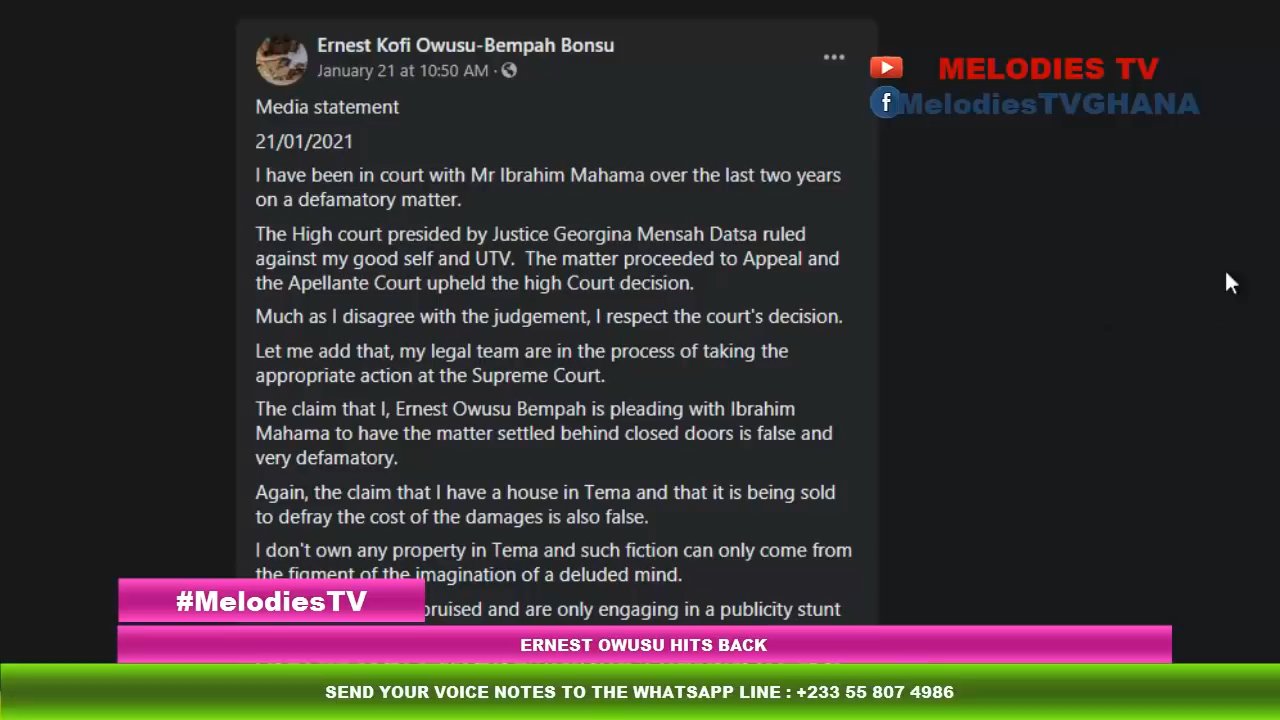 Ernest Kofi Owusu-Bempah Bonsu
January 21 at 10:50 AM ·
Media statement
21/01/2021
I have been in court with Mr Ibrahim Mahama over the last two years
on a defamatory matter.
The High court presided by Justice Georgina Mensah Datsa ruled
against my good self and UTV. The matter proceeded to Appeal and
the Apellante Court upheld the high Court decision.
Much as I disagree with the judgement, I respect the court's decision.
Let me add that, my legal team are in the process of taking the
appropriate action at the Supreme Court.
The claim that I, Ernest Owusu Bempah is pleading with Ibrahim
Mahama to have the matter settled behind closed doors is false and
very defamatory.
Again, the claim that I have a house in Tema and that it is being sold
to defray the cost of the damages is also false.
I don't own any property in Tema and such fiction can only come from
the figment of the imagination of a deluded mind.
bruised and are only engaging in a publicity stunt
MELODIES TV
MelodiesTVGHANA
#MelodiesTV
ERNEST OWUSU HITS BACK
SEND YOUR VOICE NOTES TO THE WHATSAPP LINE : +233 55 807 4986